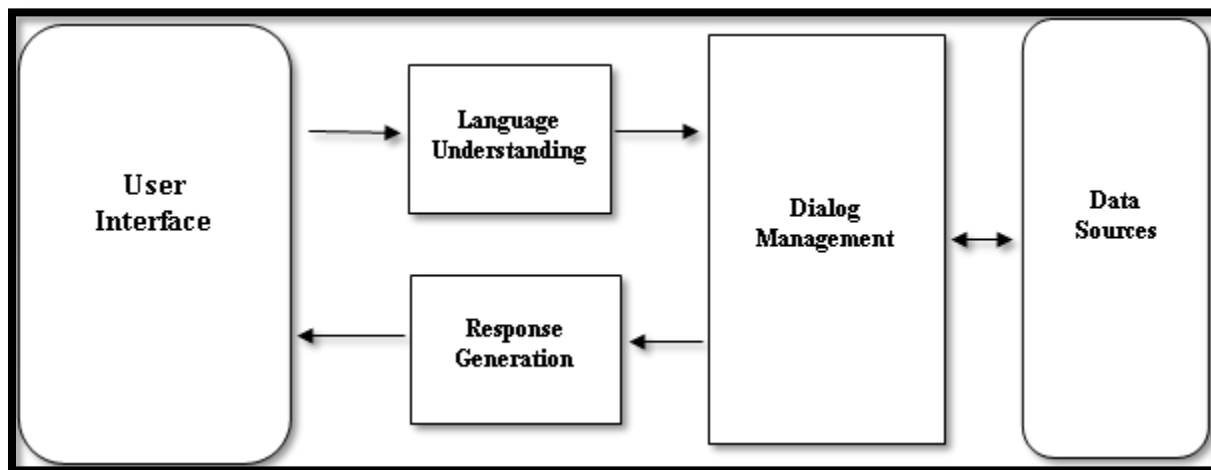 User
Interface
Language
Understanding
Response
Generation
Dialog
Management
Data
Sources